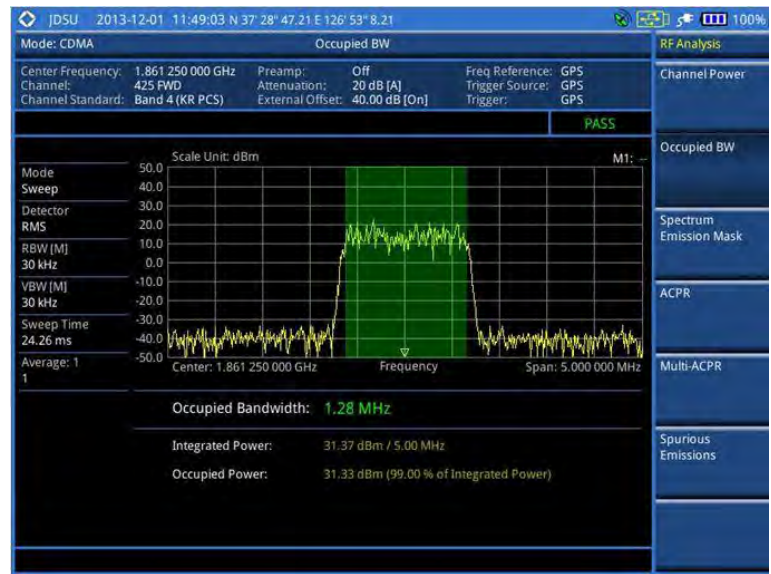 JDSU 2013-12-01 11:49:03 N 37' 28" 47.21 E 126' 53" 8.21 100%
Mode: CDMA Occupied BW RF Analysis
Center Frequency: 1.861 250 000 GHz Preamp: Off Freq Reference: GPS
Channel: 425 FWD Attenuation: 20 dB [A] Trigger Source: GPS
Channel Standard: Band 4 (KR PCS) External Offset: 40.00 dB [On] Trigger: GPS
Channel Power
PASS
Occupied BW
Scale Unit: dBm M1: --
Mode
Sweep
Detector
RMS
RBW [M]
30 kHz
VBW [M]
30 kHz
Sweep Time
24.26 ms
Average: 1
1
50.0
40.0
30.0
20.0
10.0
0.0
-10.0
-20.0
-30.0
-40.0
-50.0
Center: 1.861 250 000 GHz Frequency Span: 5.000 000 MHz
Spectrum
Emission Mask
ACPR
Multi-ACPR
Spurious
Emissions
Occupied Bandwidth: 1.28 MHz
Integrated Power: 31.37 dBm / 5.00 MHz
Occupied Power: 31.33 dBm (99.00 % of Integrated Power)